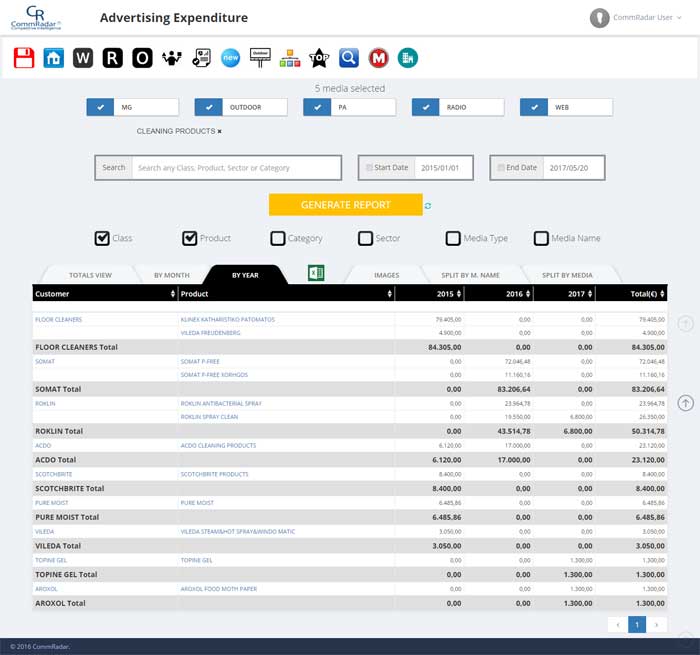 CR
CommRadar®
Competitive Intelligence
Advertising Expenditure
CommRadar User
W R O new Outdoor TOP M
5 media selected
MG OUTDOOR PA RADIO WEB
CLEANING PRODUCTS ×
Search Search any Class, Product, Sector or Category Start Date 2015/01/01 End Date 2017/05/20
GENERATE REPORT
Class Product Category Sector Media Type Media Name
TOTALS VIEW BY MONTH BY YEAR IMAGES SPLIT BY M. NAME SPLIT BY MEDIA
Customer Product 2015 2016 2017 Total(€)
FLOOR CLEANERS KLINEX KATHARISTIKO PATOMATOS 79.405,00 0,00 0,00 79.405,00
VILEDA FREUDENBERG 4.900,00 0,00 0,00 4.900,00
FLOOR CLEANERS Total 84.305,00 0,00 0,00 84.305,00
SOMAT SOMAT P-FREE 0,00 72.046,48 0,00 72.046,48
SOMAT P-FREE XORHGOS 0,00 11.160,16 0,00 11.160,16
SOMAT Total 0,00 83.206,64 0,00 83.206,64
ROKLIN ROKLIN ANTIBACTERIAL SPRAY 0,00 23.964,78 0,00 23.964,78
ROKLIN SPRAY CLEAN 0,00 19.550,00 6.800,00 26.350,00
ROKLIN Total 0,00 43.514,78 6.800,00 50.314,78
ACDO ACDO CLEANING PRODUCTS 6.120,00 17.000,00 0,00 23.120,00
ACDO Total 6.120,00 17.000,00 0,00 23.120,00
SCOTCHBRITE SCOTCHBRITE PRODUCTS 8.400,00 0,00 0,00 8.400,00
SCOTCHBRITE Total 8.400,00 0,00 0,00 8.400,00
PURE MOIST PURE MOIST 6.485,86 0,00 0,00 6.485,86
PURE MOIST Total 6.485,86 0,00 0,00 6.485,86
VILEDA VILEDA STEAM&HOT SPRAY&WINDO MATIC 3.050,00 0,00 0,00 3.050,00
VILEDA Total 3.050,00 0,00 0,00 3.050,00
TOPINE GEL TOPINE GEL 0,00 0,00 1.300,00 1.300,00
TOPINE GEL Total 0,00 0,00 1.300,00 1.300,00
AROXOL AROXOL FOOD MOTH PAPER 0,00 0,00 1.300,00 1.300,00
AROXOL Total 0,00 0,00 1.300,00 1.300,00
‹ 1 ›
© 2016 CommRadar.